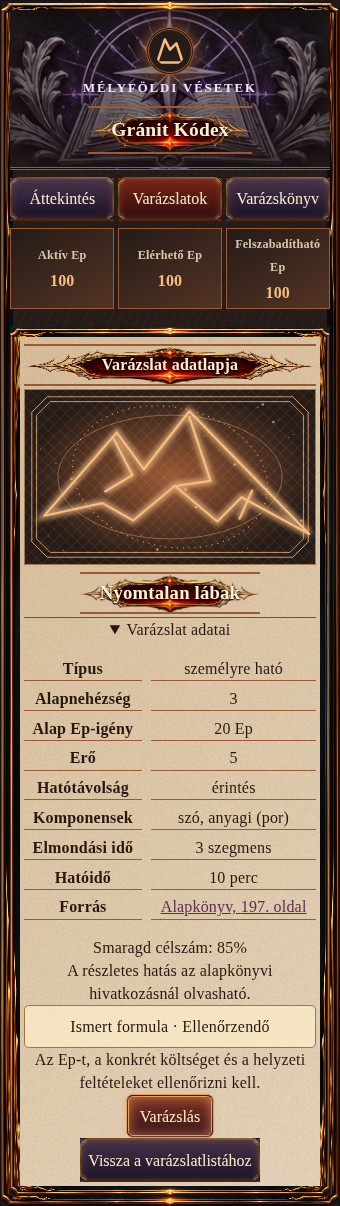 MÉLYFÖLDI VÉSETEK
Gránit Kódex
Áttekintés
Varázslatok
Varázskönyv
Aktív Ep
100
Elérhető Ep
100
Felszabadítható
Ep
100
Varázslat adatlapja
Nyomtalan lábak
▼ Varázslat adatai
Típus személyre ható
Alapnehézség 3
Alap Ep-igény 20 Ep
Erő 5
Hatótávolság érintés
Komponensek szó, anyagi (por)
Elmondási idő 3 szegmens
Hatóidő 10 perc
Forrás Alapkönyv, 197. oldal
Smaragd célszám: 85%
A részletes hatás az alapkönyvi
hivatkozásnál olvasható.
Ismert formula · Ellenőrzendő
Az Ep-t, a konkrét költséget és a helyzeti
feltételeket ellenőrizni kell.
Varázslás
Vissza a varázslatlistához